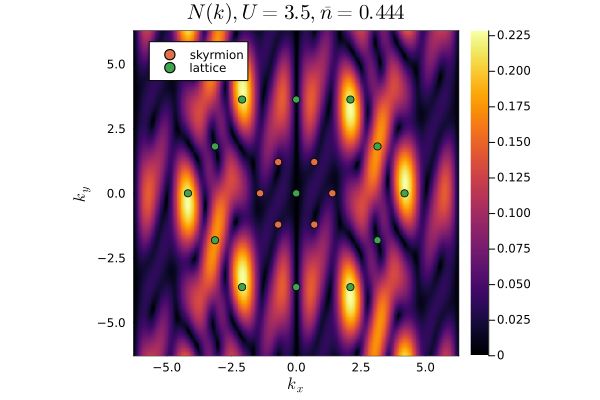 N(k), U = 3.5, n̄ = 0.444
skyrmion
lattice
5.0
2.5
0.0
−2.5
−5.0
k_y
−5.0 −2.5 0.0 2.5 5.0
k_x
0.225
0.200
0.175
0.150
0.125
0.100
0.075
0.050
0.025
0